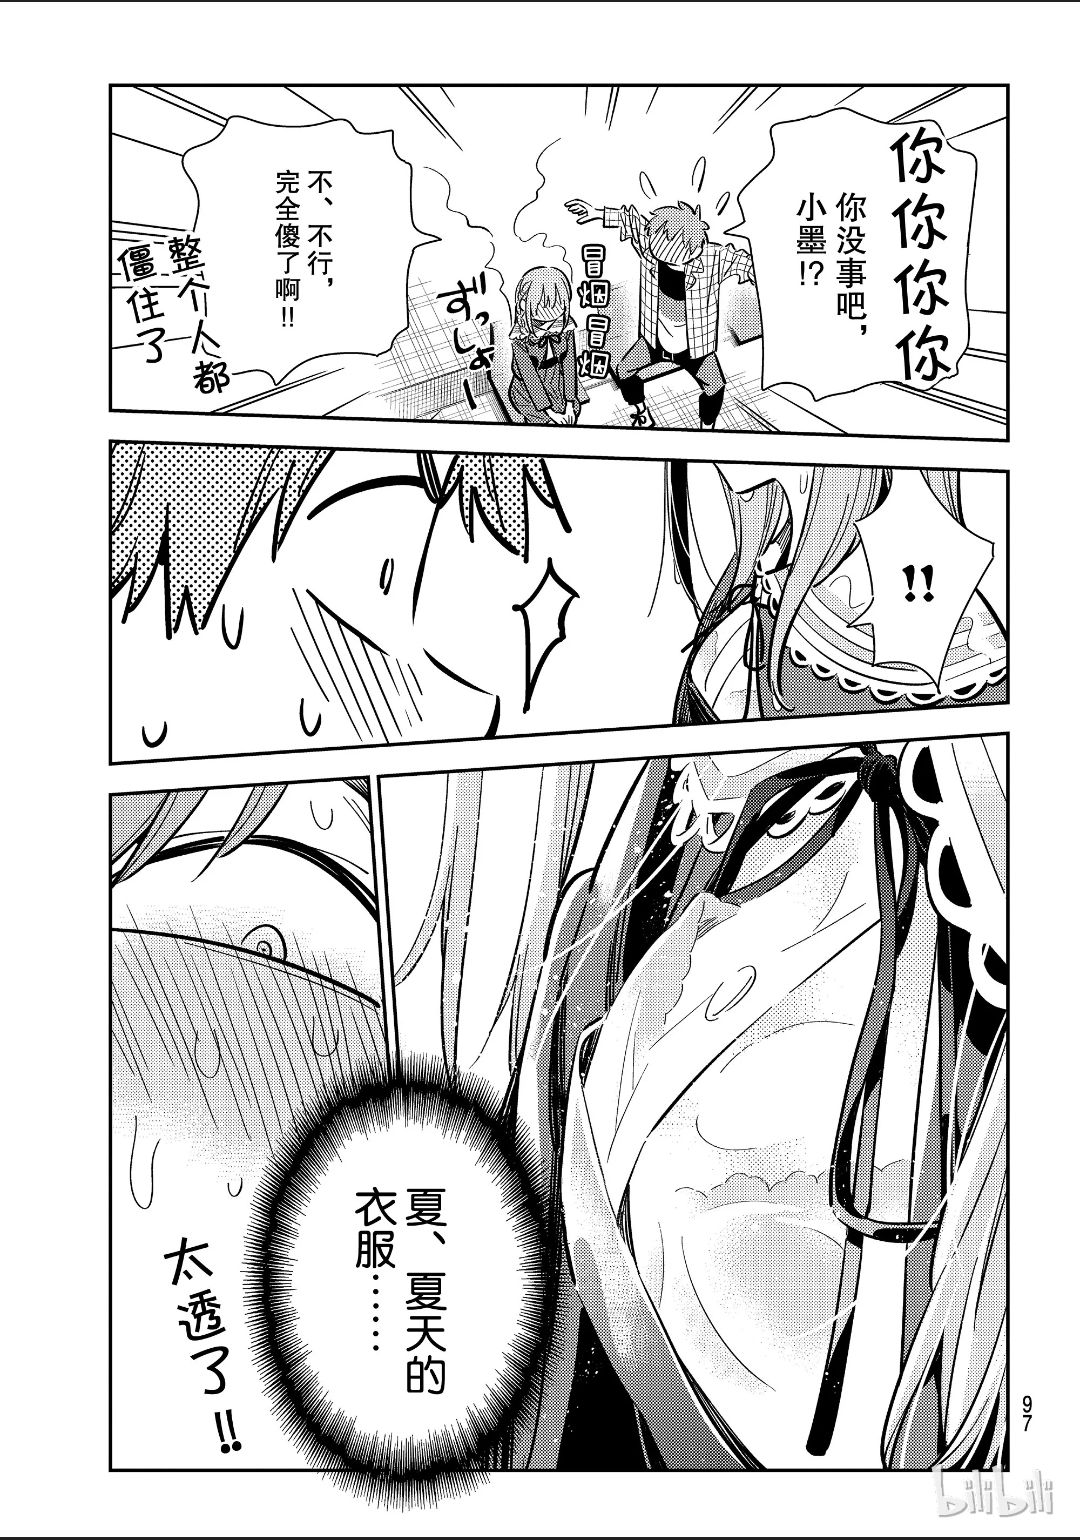 你你你你
你没事吧，
小墨!?
冒烟冒烟
ずっしょー
不、不行，
完全傻了啊!!
整个人都
僵住了
!!
夏、夏天的
衣服……
太透了!!
97
bilibili